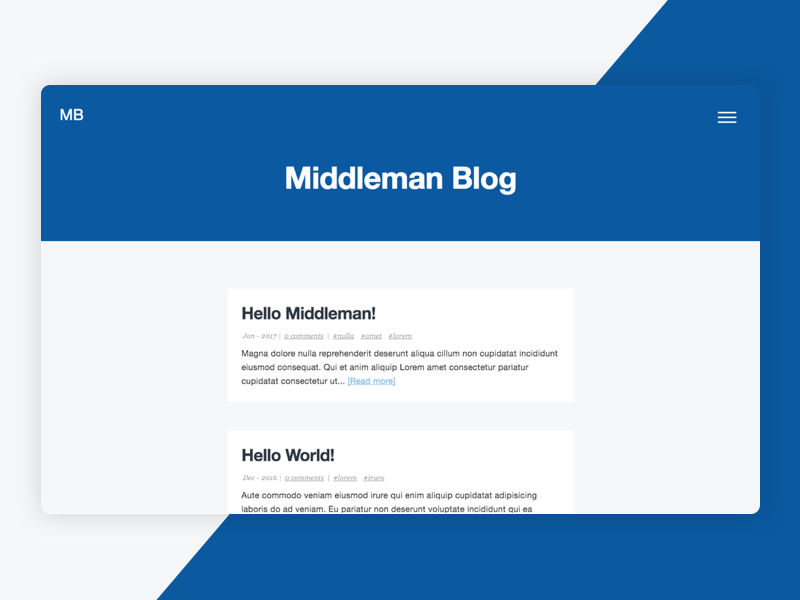 MB
Middleman Blog
Hello Middleman!
Jan - 2017 | 0 comments | #nulla #amet #lorem
Magna dolore nulla reprehenderit deserunt aliqua cillum non cupidatat incididunt
eiusmod consequat. Qui et anim aliquip Lorem amet consectetur pariatur
cupidatat consectetur ut... [Read more]
Hello World!
Dec - 2016 | 0 comments | #lorem #irure
Aute commodo veniam eiusmod irure qui enim aliquip cupidatat adipisicing
laboris do ad veniam. Eu pariatur non deserunt voluptate incididunt qui ea